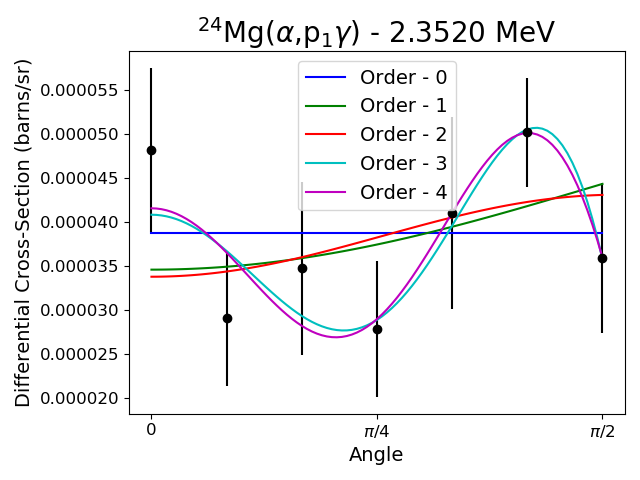 ²⁴Mg(α,p₁γ) - 2.3520 MeV
Differential Cross-Section (barns/sr)
0.000055
0.000050
0.000045
0.000040
0.000035
0.000030
0.000025
0.000020
Order - 0
Order - 1
Order - 2
Order - 3
Order - 4
0
π/4
π/2
Angle